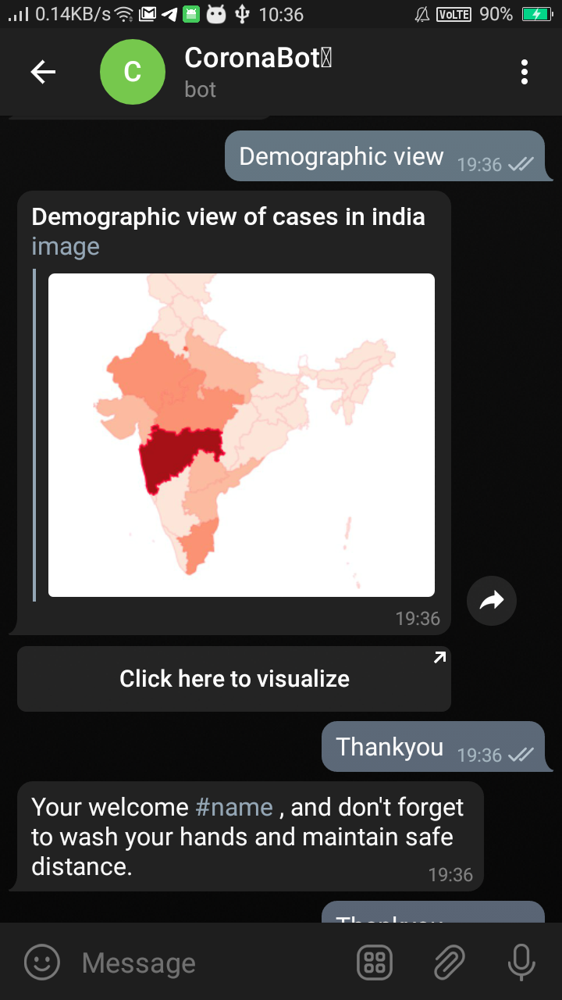 0.14KB/s 10:36 VoLTE 90%
C
CoronaBot
bot
Demographic view 19:36
Demographic view of cases in india
image
19:36
Click here to visualize
Thankyou 19:36
Your welcome #name , and don't forget
to wash your hands and maintain safe
distance.
19:36
Message